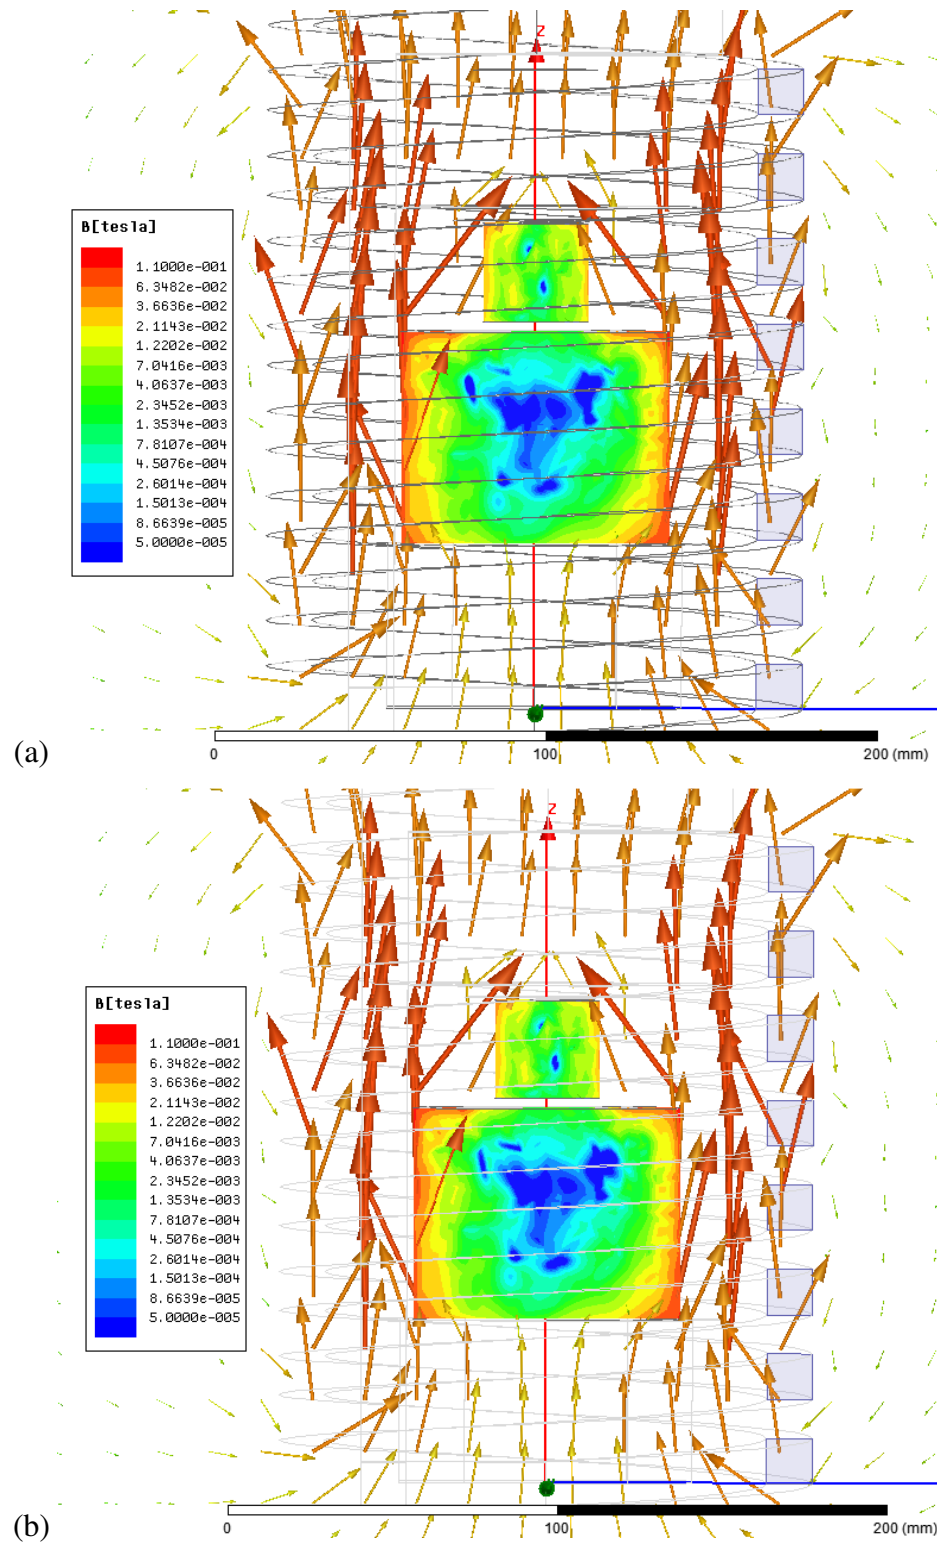 Z
B[tesla]
1.1000e-001
6.3482e-002
3.6636e-002
2.1143e-002
1.2202e-002
7.0416e-003
4.0637e-003
2.3452e-003
1.3534e-003
7.8107e-004
4.5076e-004
2.6014e-004
1.5013e-004
8.6639e-005
5.0000e-005
(a)
0 100 200 (mm)
Z
B[tesla]
1.1000e-001
6.3482e-002
3.6636e-002
2.1143e-002
1.2202e-002
7.0416e-003
4.0637e-003
2.3452e-003
1.3534e-003
7.8107e-004
4.5076e-004
2.6014e-004
1.5013e-004
8.6639e-005
5.0000e-005
(b)
0 100 200 (mm)